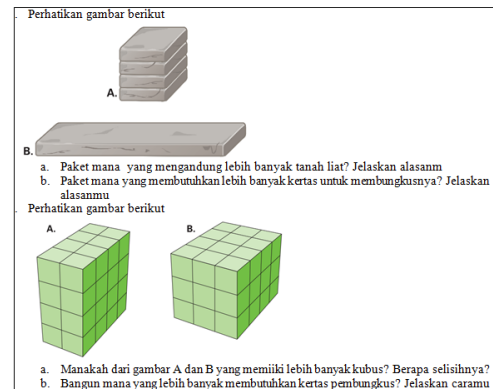 . Perhatikan gambar berikut
A.
B.
a. Paket mana yang mengandung lebih banyak tanah liat? Jelaskan alasanm
b. Paket mana yang membutuhkan lebih banyak kertas untuk membungkusnya? Jelaskan
alasanmu
. Perhatikan gambar berikut
A. B.
a. Manakah dari gambar A dan B yang memiiki lebih banyak kubus? Berapa selisihnya?
b. Bangun mana yang lebih banyak membutuhkan kertas pembungkus? Jelaskan caramu